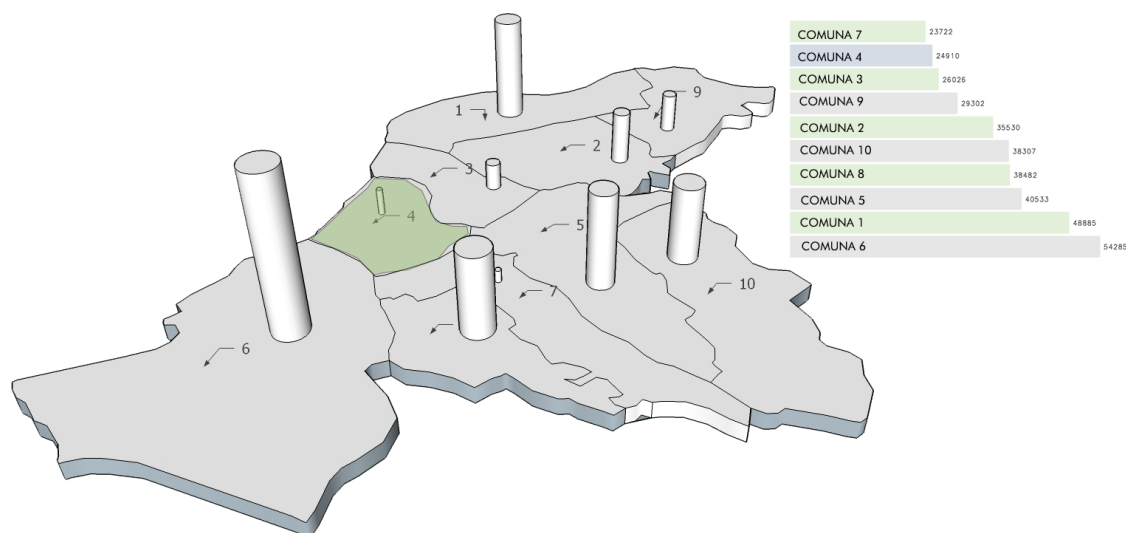 1
9
2
3
4
5
7
10
6
COMUNA 7 23722
COMUNA 4 24910
COMUNA 3 26026
COMUNA 9 29302
COMUNA 2 35530
COMUNA 10 38307
COMUNA 8 38482
COMUNA 5 40533
COMUNA 1 48885
COMUNA 6 54285